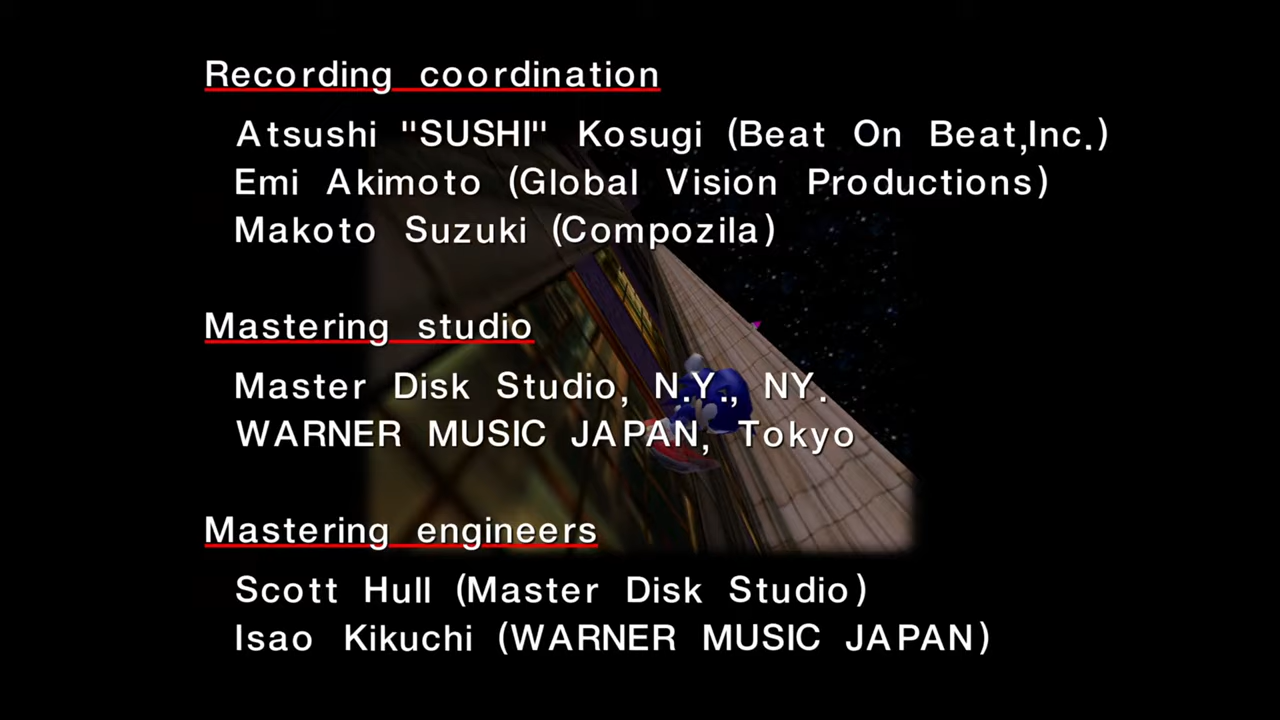 Recording coordination
Atsushi "SUSHI" Kosugi (Beat On Beat,Inc.)
Emi Akimoto (Global Vision Productions)
Makoto Suzuki (Compozila)
Mastering studio
Master Disk Studio, N.Y., NY.
WARNER MUSIC JAPAN, Tokyo
Mastering engineers
Scott Hull (Master Disk Studio)
Isao Kikuchi (WARNER MUSIC JAPAN)